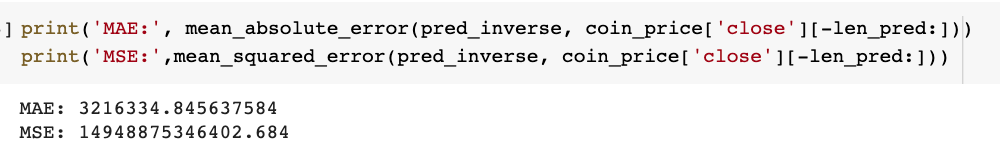 ] print('MAE:', mean_absolute_error(pred_inverse, coin_price['close'][-len_pred:]))
print('MSE:',mean_squared_error(pred_inverse, coin_price['close'][-len_pred:]))
MAE: 3216334.845637584
MSE: 14948875346402.684